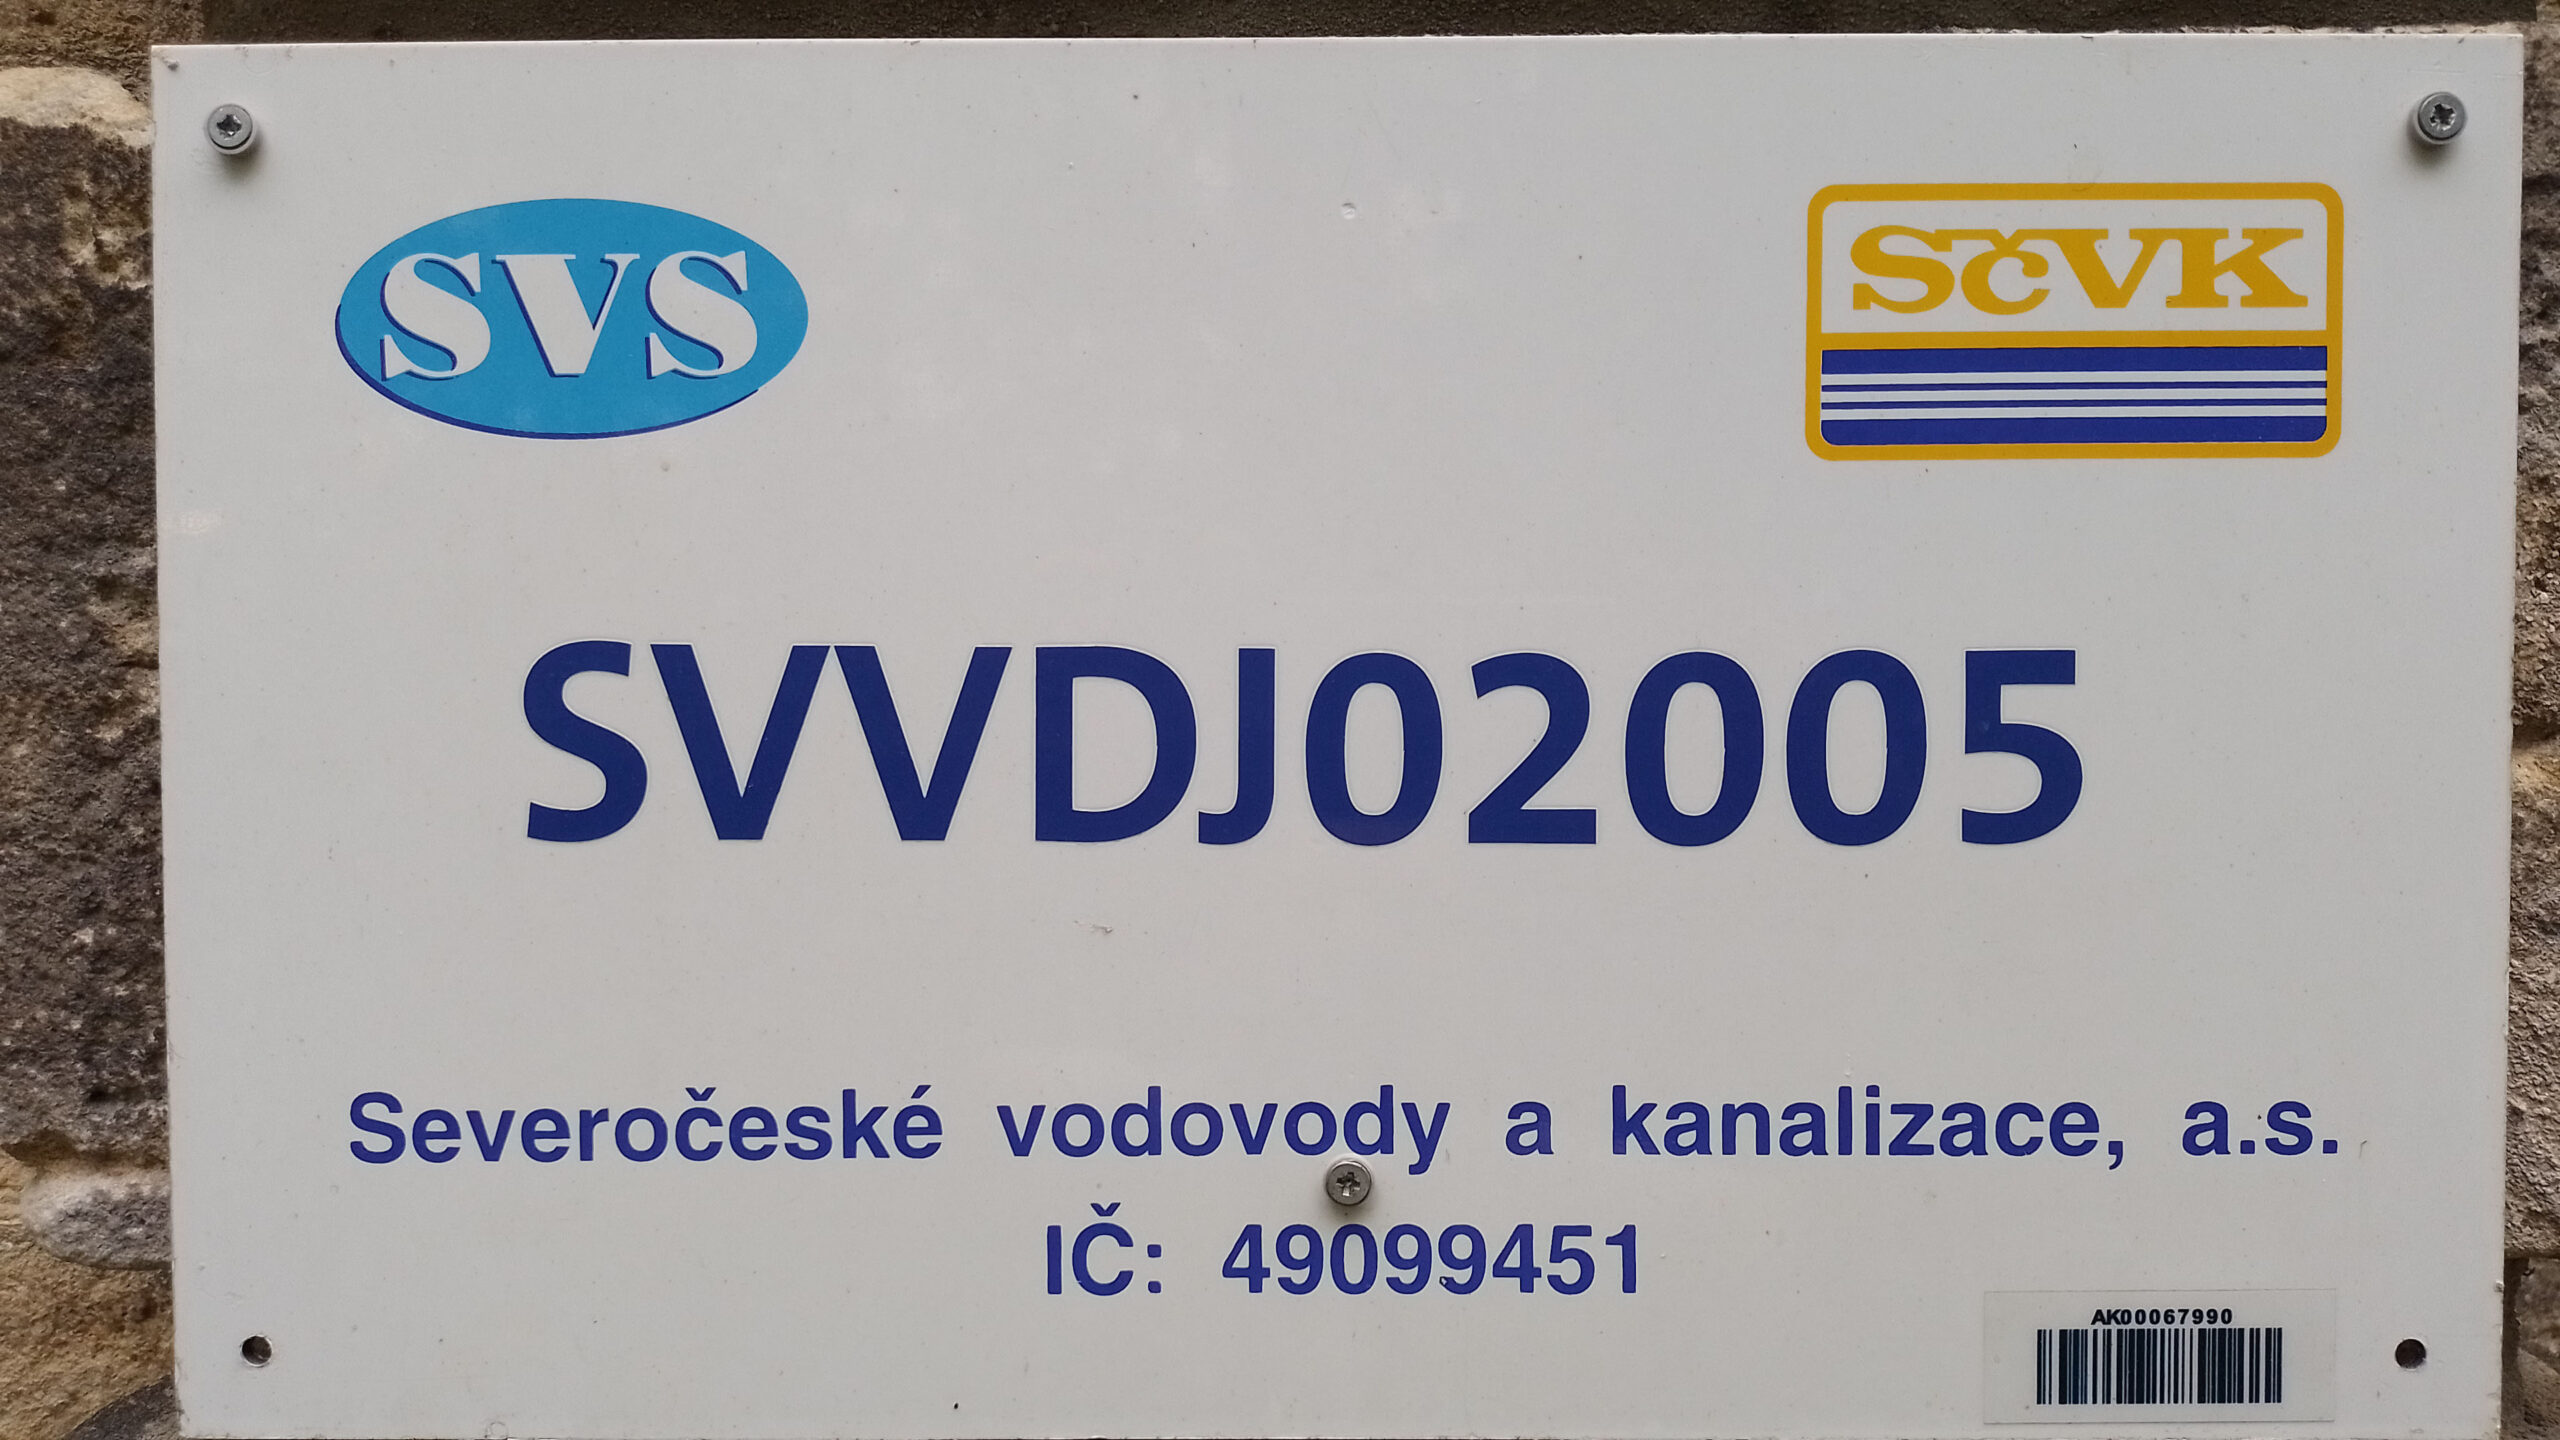 SVS
SčVK
SVVDJ02005
Severočeské vodovody a kanalizace, a.s.
IČ: 49099451
AK00067990